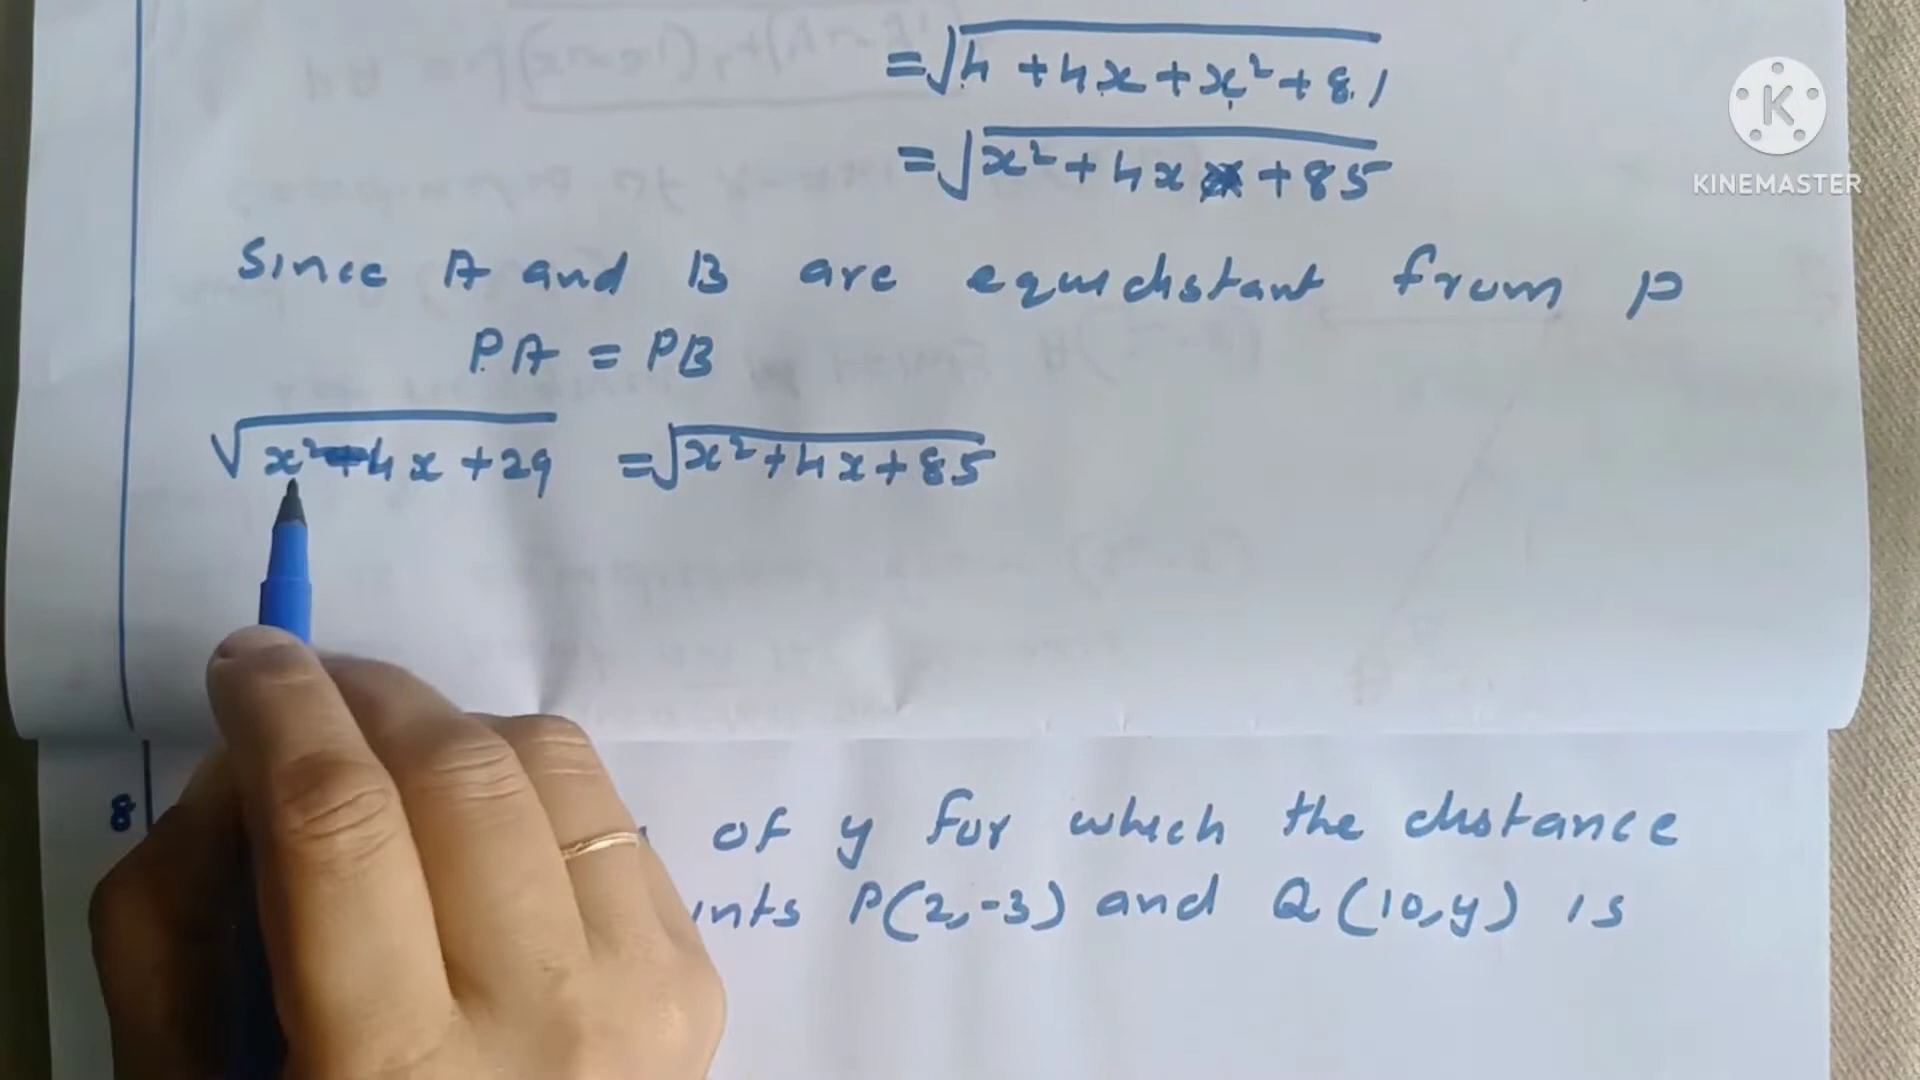 = √4 + 4x + x² + 81
K
= √x² + 4x + 85
KINEMASTER
Since A and B are equidistant from P
PA = PB
√x² - 4x + 29 = √x² + 4x + 85
8 of y for which the distance
P(2,-3) and Q(10,y) is